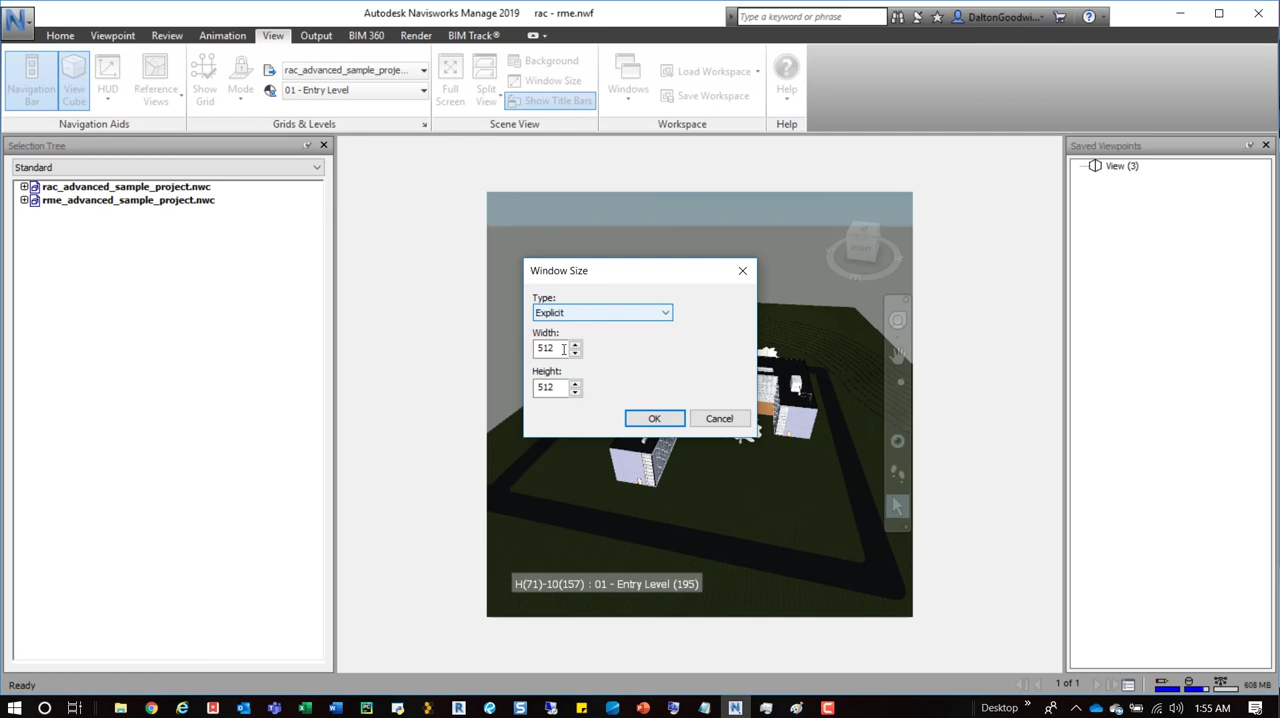 N Autodesk Navisworks Manage 2019 rac - rme.nwf Type a keyword or phrase DaltonGoodwi...
Home Viewpoint Review Animation View Output BIM 360 Render BIM Track®
Navigation Bar
View Cube
HUD
Reference Views
Show Grid
Mode
rac_advanced_sample_proje...
01 - Entry Level
Full Screen
Split View
Background
Window Size
Show Title Bars
Windows
Load Workspace
Save Workspace
Help
Navigation Aids Grids & Levels Scene View Workspace Help
Selection Tree
Standard
rac_advanced_sample_project.nwc
rme_advanced_sample_project.nwc
Window Size
Type:
Explicit
Width:
512
Height:
512
OK Cancel
RIGHT
H(71)-10(157) : 01 - Entry Level (195)
Saved Viewpoints
View (3)
Ready 1 of 1 608 MB
Desktop 1:55 AM